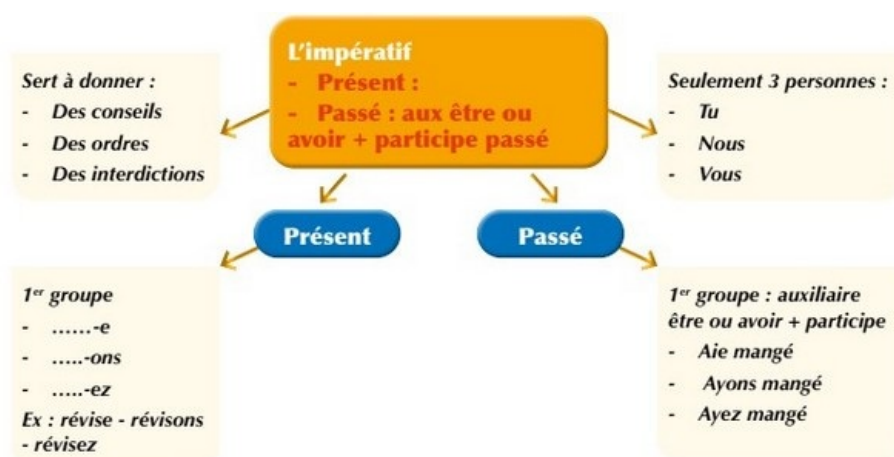 L'impératif
- Présent :
- Passé : aux être ou
avoir + participe passé
Sert à donner :
- Des conseils
- Des ordres
- Des interdictions
Seulement 3 personnes :
- Tu
- Nous
- Vous
Présent
Passé
1er groupe
- ......-e
- .....-ons
- .....-ez
Ex : révise - révisons
- révisez
1er groupe : auxiliaire
être ou avoir + participe
- Aie mangé
- Ayons mangé
- Ayez mangé